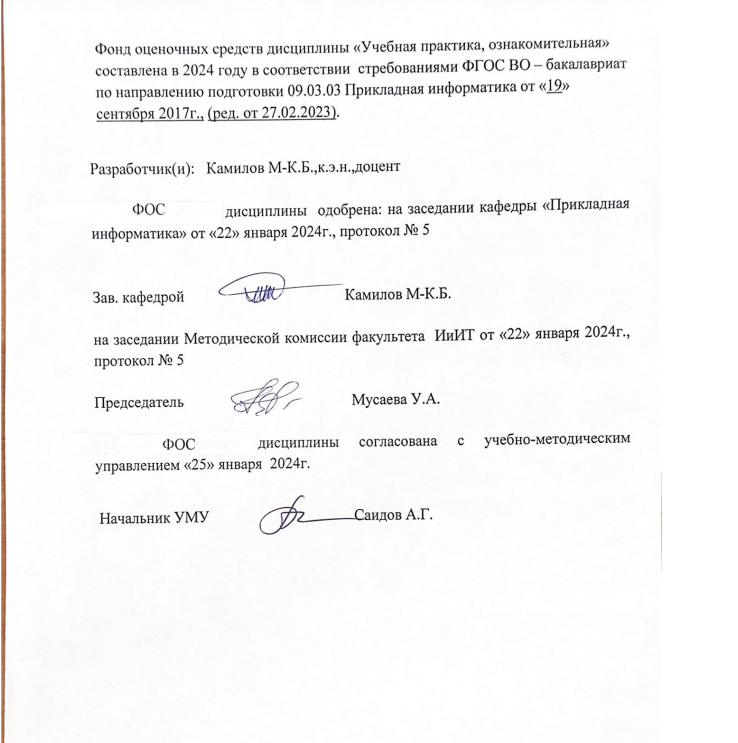 Фонд оценочных средств дисциплины «Учебная практика, ознакомительная»
составлена в 2024 году в соответствии стребованиями ФГОС ВО – бакалавриат
по направлению подготовки 09.03.03 Прикладная информатика от «19»
сентября 2017г., (ред. от 27.02.2023).
Разработчик(и): Камилов М-К.Б.,к.э.н.,доцент
ФОС дисциплины одобрена: на заседании кафедры «Прикладная
информатика» от «22» января 2024г., протокол № 5
Зав. кафедрой Камилов М-К.Б.
на заседании Методической комиссии факультета ИиИТ от «22» января 2024г.,
протокол № 5
Председатель Мусаева У.А.
ФОС дисциплины согласована с учебно-методическим
управлением «25» января 2024г.
Начальник УМУ Саидов А.Г.